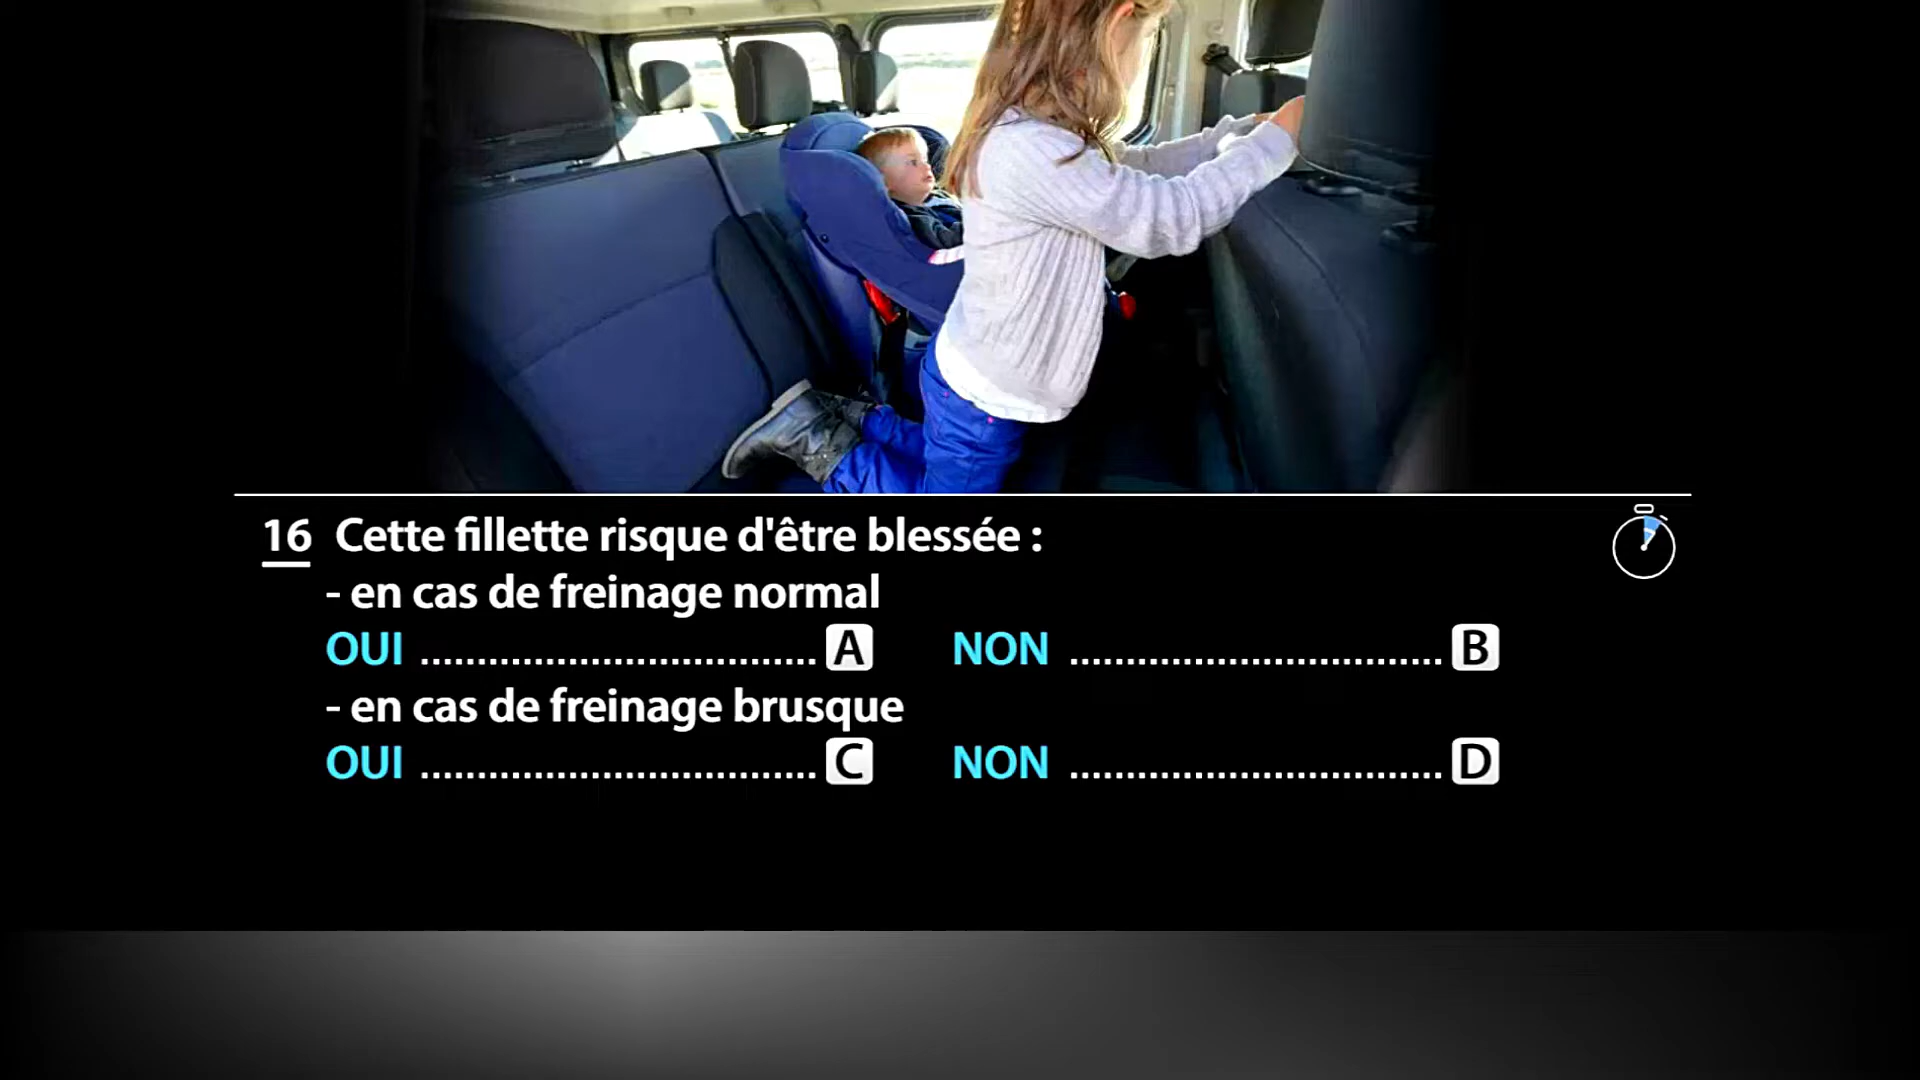 16 Cette fillette risque d'être blessée :
- en cas de freinage normal
OUI ................................... A NON ................................. B
- en cas de freinage brusque
OUI ................................... C NON ................................. D